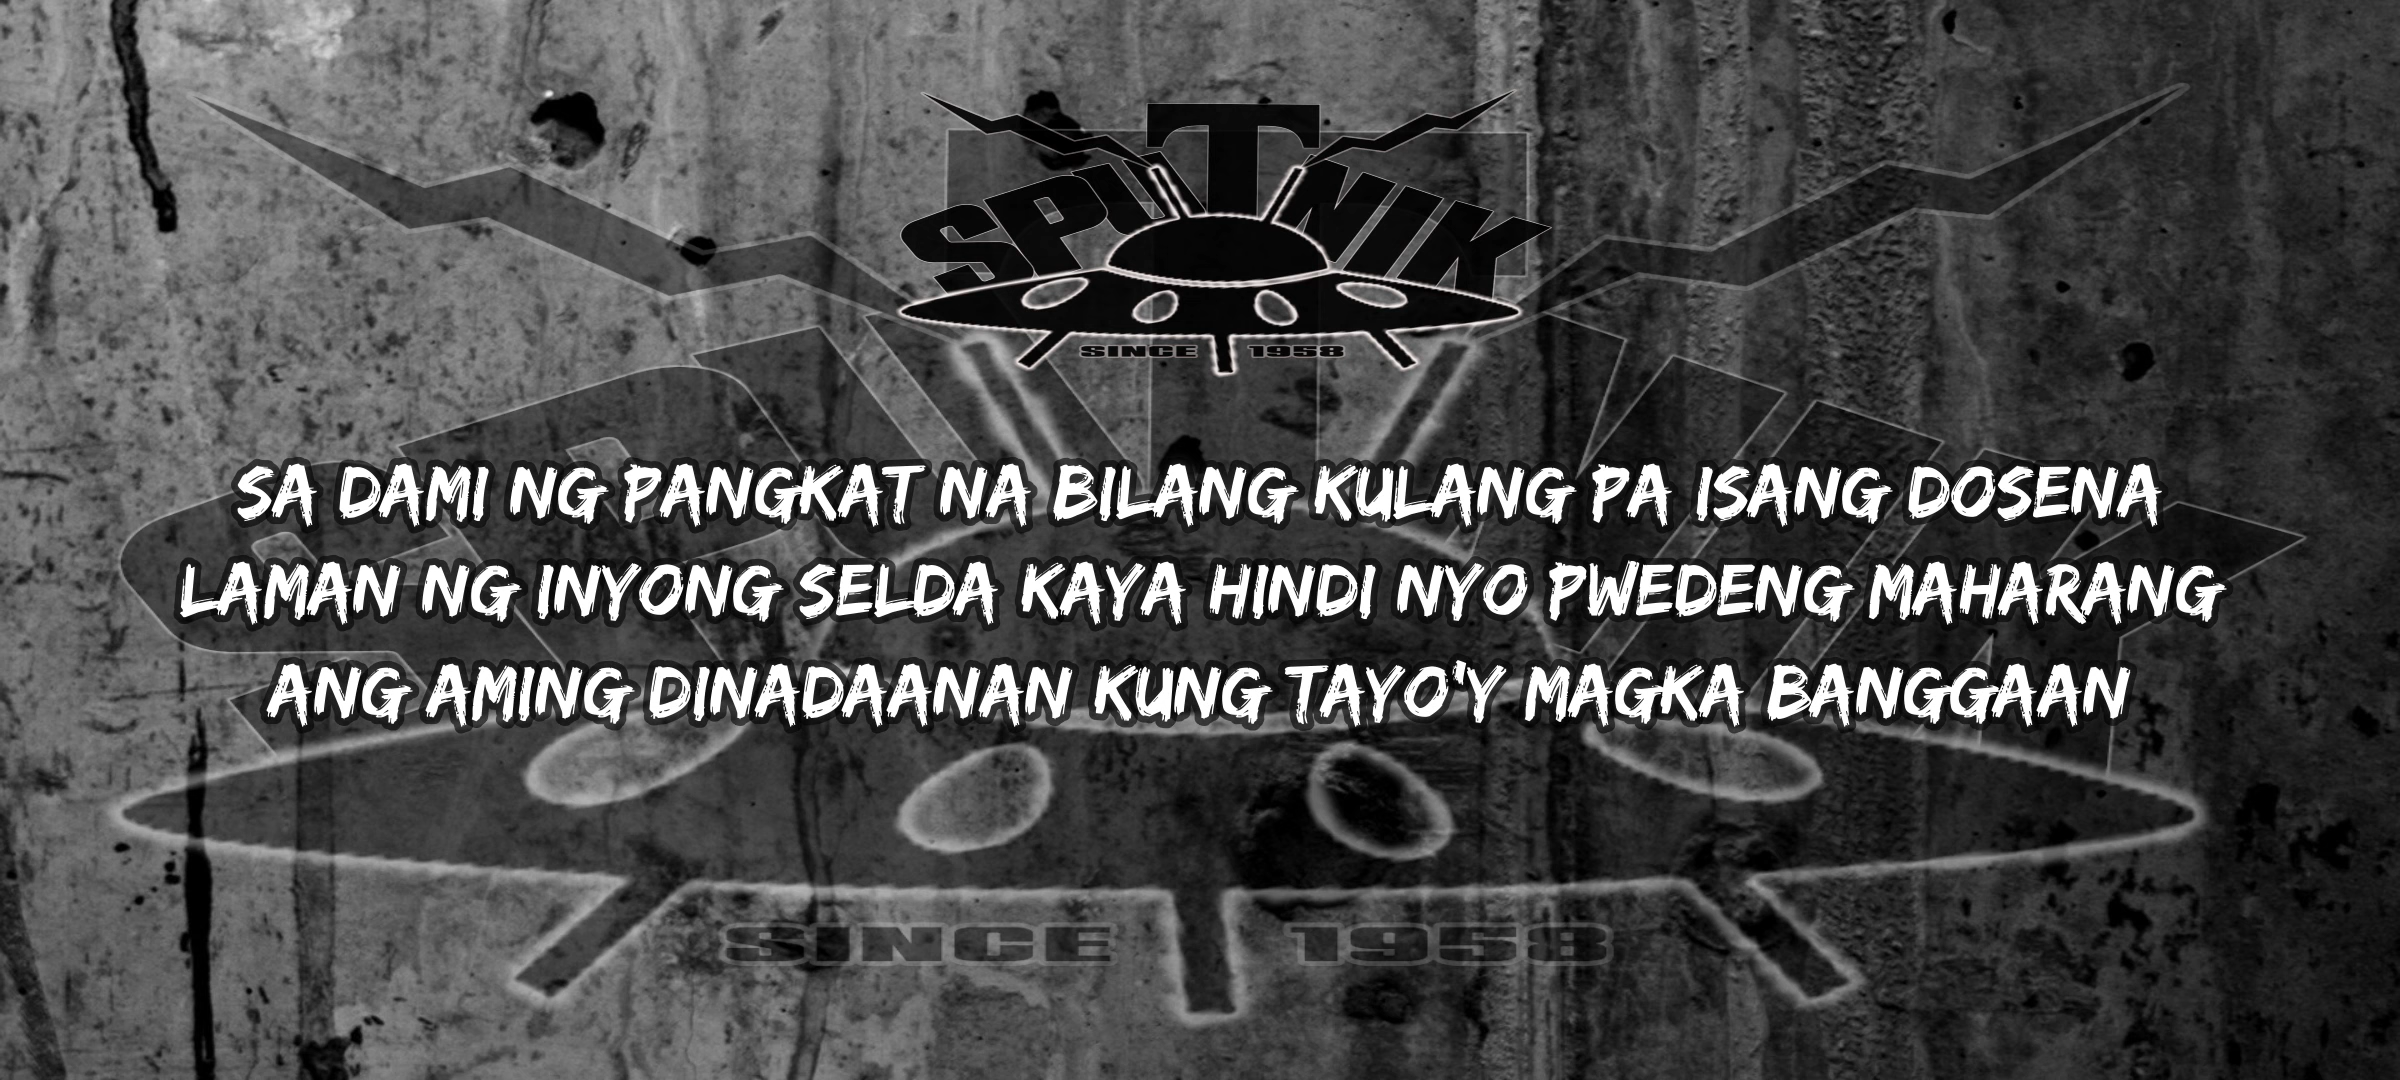 SPUTNIK
SINCE 1958
SA DAMI NG PANGKAT NA BILANG KULANG PA ISANG DOSENA
LAMAN NG INYONG SELDA KAYA HINDI NYO PWEDENG MAHARANG
ANG AMING DINADAANAN KUNG TAYO'Y MAGKA BANGGAAN
SPUTNIK
SINCE 1958